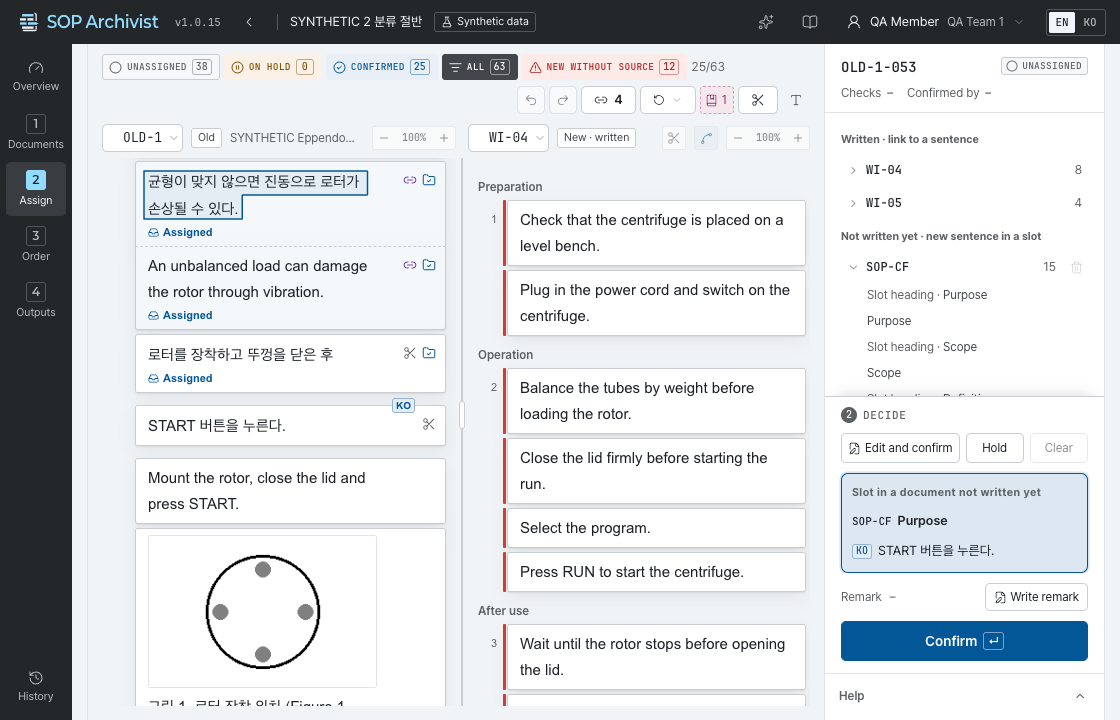 SOP Archivist v1.0.15
SYNTHETIC 2 분류 절반
Synthetic data
QA Member QA Team 1
EN KO
Overview
1
Documents
2
Assign
3
Order
4
Outputs
History
UNASSIGNED 38
ON HOLD 0
CONFIRMED 25
ALL 63
NEW WITHOUT SOURCE 12
25/63
4
1
T
OLD-1
Old
SYNTHETIC Eppendo...
100%
균형이 맞지 않으면 진동으로 로터가
손상될 수 있다.
Assigned
An unbalanced load can damage
the rotor through vibration.
Assigned
로터를 장착하고 뚜껑을 닫은 후
Assigned
KO
START 버튼을 누른다.
Mount the rotor, close the lid and
press START.
WI-04
New · written
100%
Preparation
1
Check that the centrifuge is placed on a
level bench.
Plug in the power cord and switch on the
centrifuge.
Operation
2
Balance the tubes by weight before
loading the rotor.
Close the lid firmly before starting the
run.
Select the program.
Press RUN to start the centrifuge.
After use
3
Wait until the rotor stops before opening
the lid.
OLD-1-053
UNASSIGNED
Checks – Confirmed by –
Written · link to a sentence
WI-04 8
WI-05 4
Not written yet · new sentence in a slot
SOP-CF 15
Slot heading · Purpose
Purpose
Slot heading · Scope
Scope
2 DECIDE
Edit and confirm
Hold
Clear
Slot in a document not written yet
SOP-CF Purpose
KO START 버튼을 누른다.
Remark –
Write remark
Confirm
Help